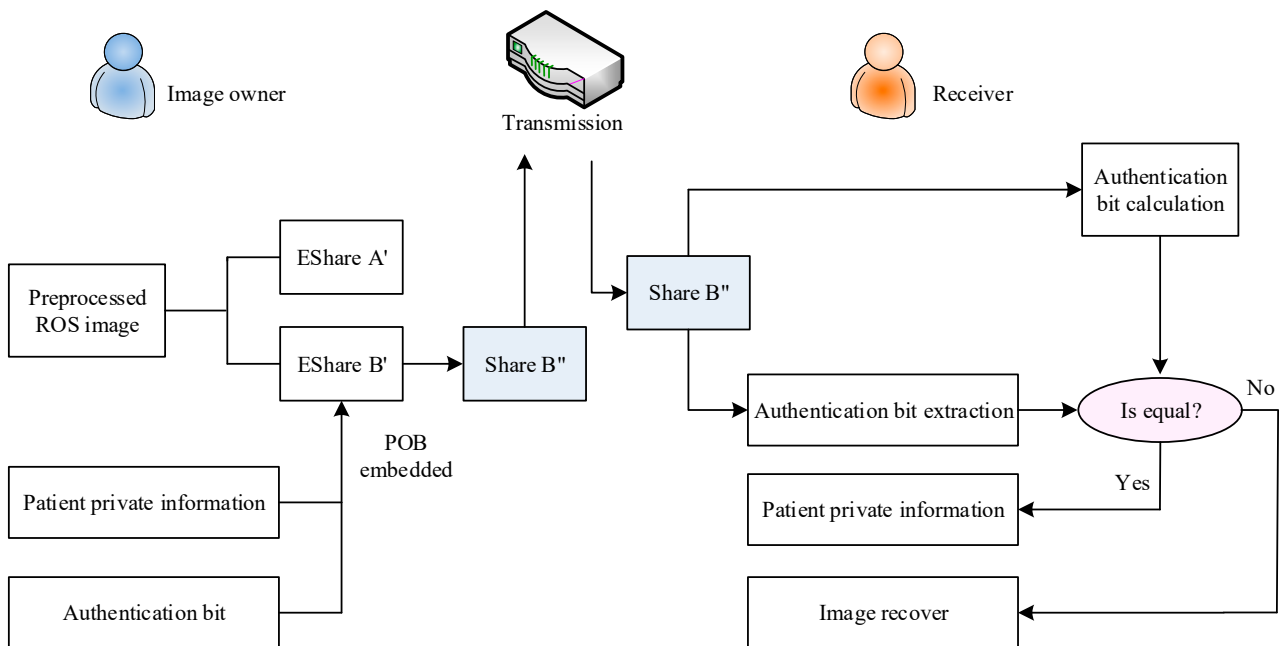 Image owner
Transmission
Receiver
Authentication
bit calculation
EShare A'
Preprocessed
ROS image
Share B"
EShare B'
Share B"
No
Authentication bit extraction
Is equal?
POB
embedded
Yes
Patient private information
Patient private information
Authentication bit
Image recover